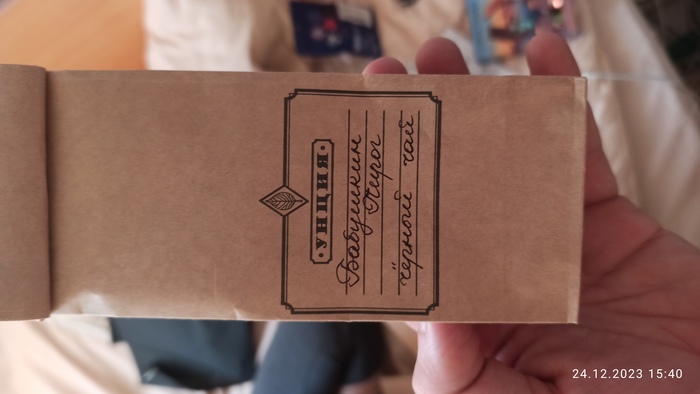 ·УНЦИЯ·
Бабушкин
Пирог
чёрный чай
24.12.2023 15:40